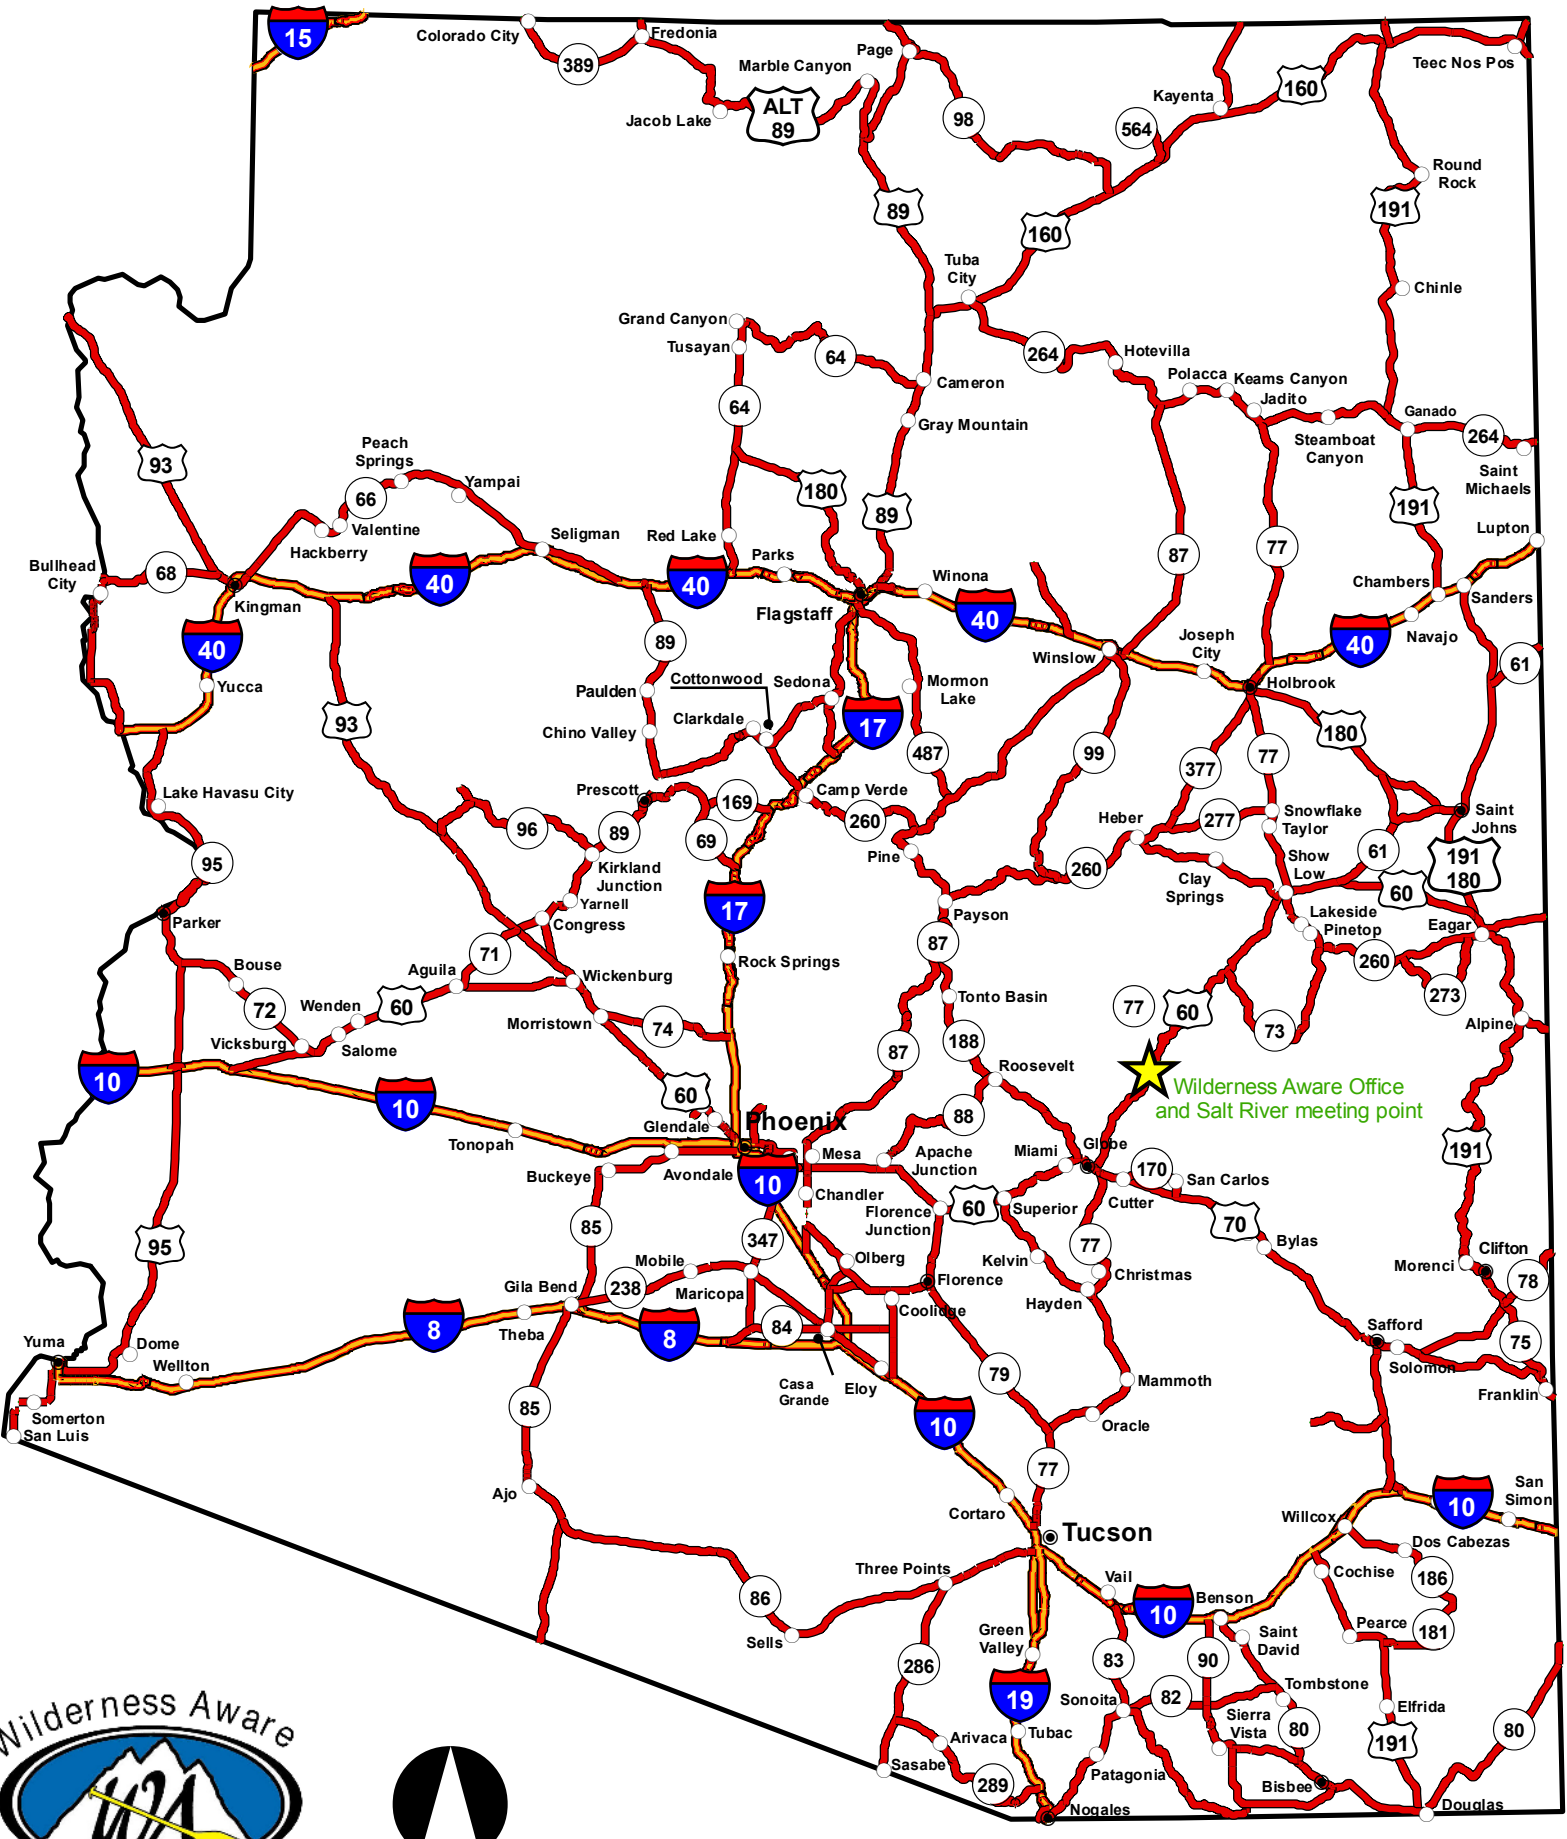 15
Colorado City
389
Fredonia
Page
Marble Canyon
Jacob Lake
ALT
89
98
Kayenta
564
160
Teec Nos Pos
Round
Rock
191
89
160
Tuba
City
Chinle
Grand Canyon
Tusayan
64
64
Cameron
Gray Mountain
264
Hotevilla
Polacca
Keams Canyon
Jadito
Steamboat
Canyon
Ganado
264
Saint
Michaels
93
Peach
Springs
66
Yampai
Valentine
Hackberry
Seligman
180
89
Red Lake
Parks
191
Lupton
87
77
Bullhead
City
68
Kingman
40
40
Flagstaff
Winona
40
Chambers
Sanders
Navajo
40
40
Yucca
89
Paulden
Cottonwood
Sedona
Mormon
Lake
Winslow
Joseph
City
Holbrook
61
93
Chino Valley
Clarkdale
17
487
99
377
77
180
Lake Havasu City
Prescott
169
Camp Verde
260
96
89
69
Pine
Heber
277
Snowflake
Taylor
Saint
Johns
95
Kirkland
Junction
Yarnell
Congress
17
260
Clay
Springs
Show
Low
61
60
191
180
Parker
Payson
Lakeside
Pinetop
Eagar
87
71
Rock Springs
Bouse
Aguila
Wickenburg
260
273
72
Wenden
60
Tonto Basin
77
60
73
Alpine
Vicksburg
Salome
Morristown
74
87
188
Roosevelt
10
10
60
Wilderness Aware Office
and Salt River meeting point
Glendale
Phoenix
88
Tonopah
Mesa
Apache
Junction
Miami
Globe
170
San Carlos
191
Buckeye
Avondale
10
Chandler
Florence
Junction
60
Superior
Cutter
70
85
347
Bylas
95
Mobile
Olberg
Kelvin
77
Christmas
Clifton
Morenci
78
Gila Bend
238
Maricopa
Florence
Hayden
Coolidge
8
Theba
8
84
Safford
75
Yuma
Dome
Wellton
Solomon
Casa
Grande
Eloy
79
Mammoth
Franklin
Somerton
San Luis
85
10
Oracle
77
Ajo
Cortaro
10
San
Simon
Willcox
Tucson
Dos Cabezas
Three Points
Vail
Cochise
186
86
10
Benson
Sells
Green
Valley
Saint
David
Pearce
181
286
83
90
19
Sonoita
82
Tombstone
Elfrida
Sierra
Vista
80
191
80
Arivaca
Tubac
Sasabe
289
Patagonia
Bisbee
Nogales
Douglas
Wilderness Aware
WA